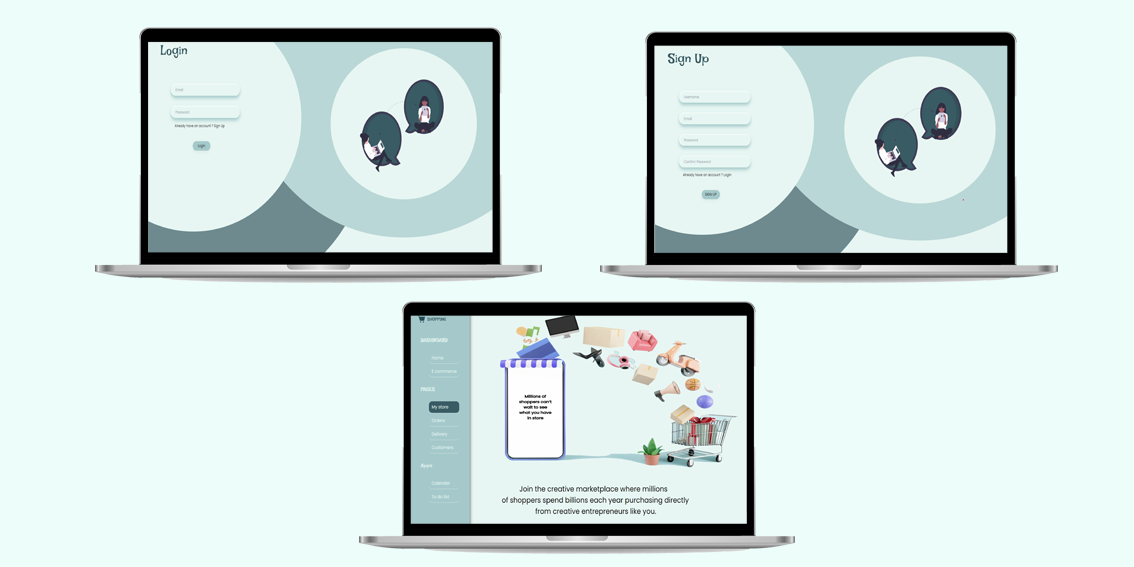 Login
Email
Password
Already have an account ? Sign Up
Login
Sign Up
Username
Email
Password
Confirm Password
Already have an account ? Login
SIGN UP
SHOPPING
DASHBOARD
Home
E-commerce
PAGES
My store
Orders
Delivery
Customers
Apps
Calendar
To do list
Millions of
shoppers can't
wait to see
what you have
in store
Join the creative marketplace where millions
of shoppers spend billions each year purchasing directly
from creative entrepreneurs like you.